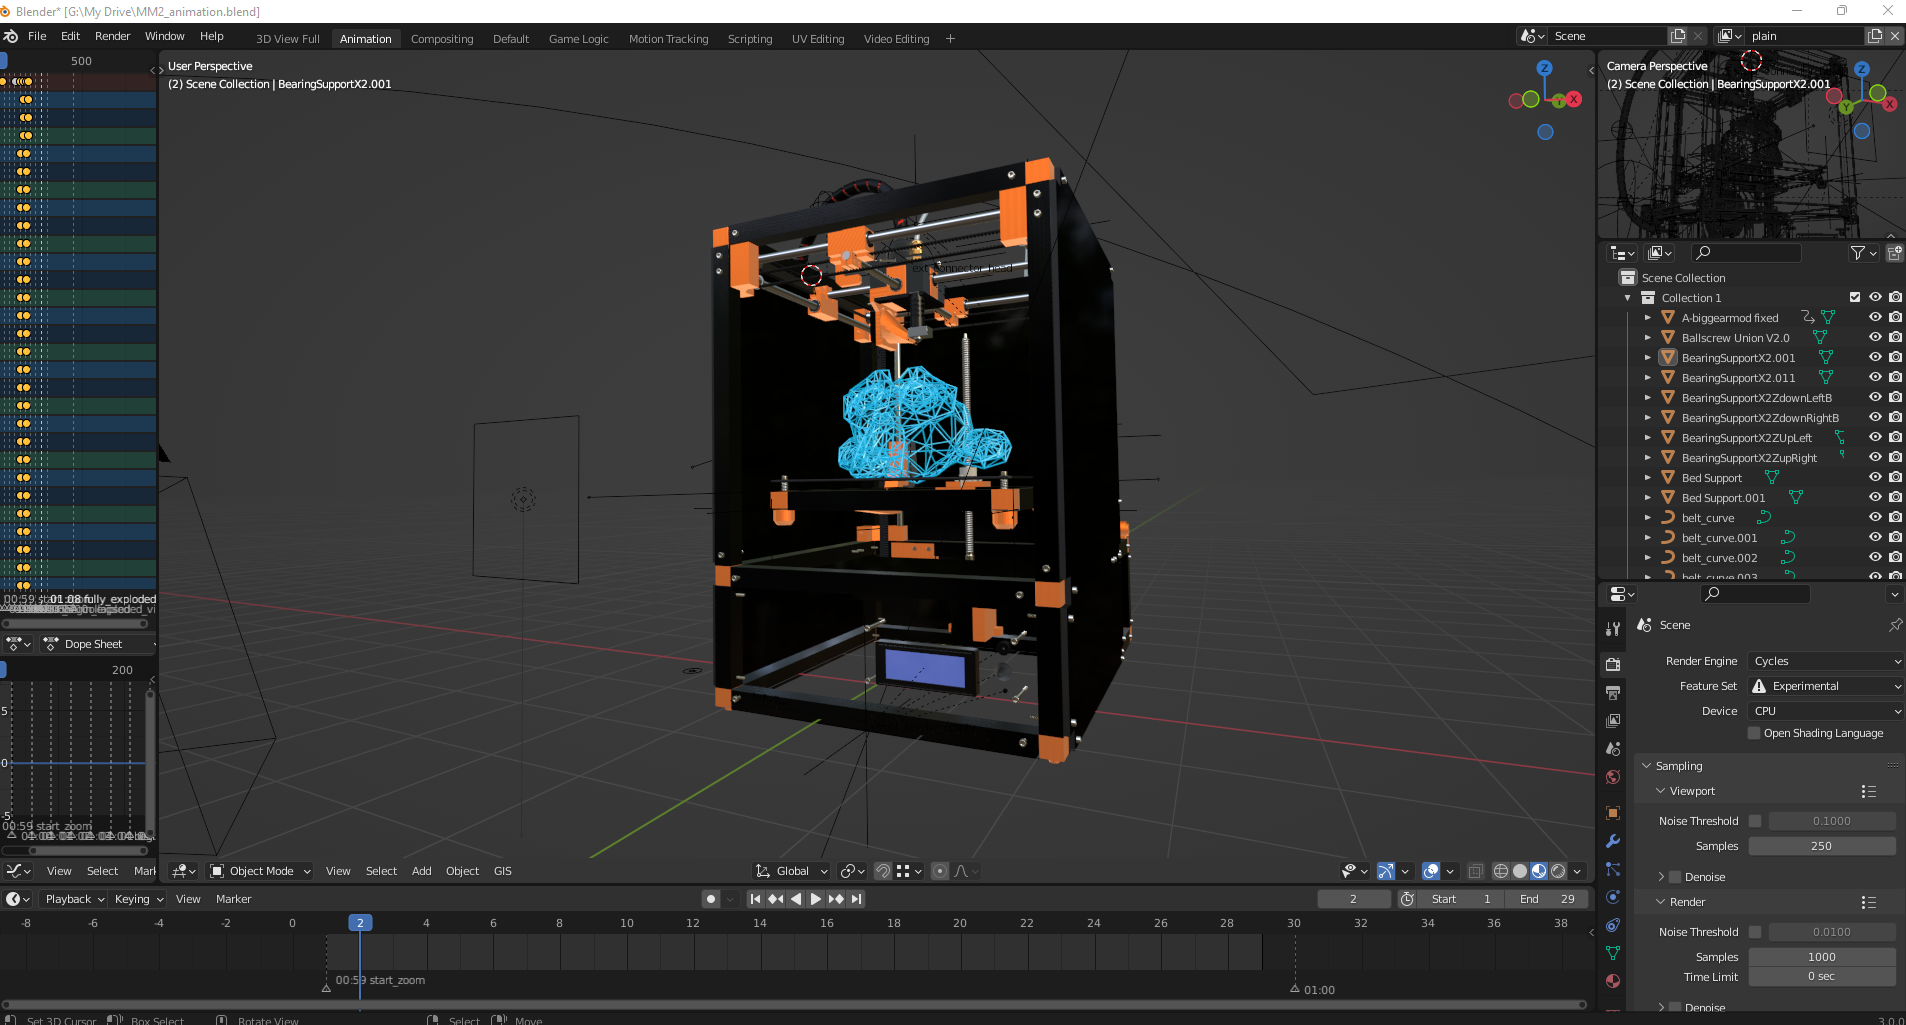 Blender* [G:\My Drive\MM2_animation.blend]
File Edit Render Window Help
3D View Full Animation Compositing Default Game Logic Motion Tracking Scripting UV Editing Video Editing +
Scene
plain
500
User Perspective
(2) Scene Collection | BearingSupportX2.001
Z
Y
X
Camera Perspective
(2) Scene Collection | BearingSupportX2.001
Z
Y
X
Scene Collection
Collection 1
A-biggearmod fixed
Ballscrew Union V2.0
BearingSupportX2.001
BearingSupportX2.011
BearingSupportX2ZdownLeftB
BearingSupportX2ZdownRightB
BearingSupportX2ZUpLeft
BearingSupportX2ZupRight
Bed Support
Bed Support.001
belt_curve
belt_curve.001
belt_curve.002
belt_curve.003
00:59
01:08 fully_exploded
Dope Sheet
200
5
0
-5
00:59 start_zoom
View Select
Object Mode View Select Add Object GIS
Global
Scene
Render Engine Cycles
Feature Set Experimental
Device CPU
Open Shading Language
Sampling
Viewport
Noise Threshold 0.1000
Samples 250
Denoise
Render
Noise Threshold 0.0100
Samples 1000
Time Limit 0 sec
Denoise
Playback Keying View Marker
2 Start 1 End 29
-8 -6 -4 -2 0 2 4 6 8 10 12 14 16 18 20 22 24 26 28 30 32 34 36 38
00:59 start_zoom
01:00
Set 3D Cursor Box Select Rotate View Select Move
3.0.0